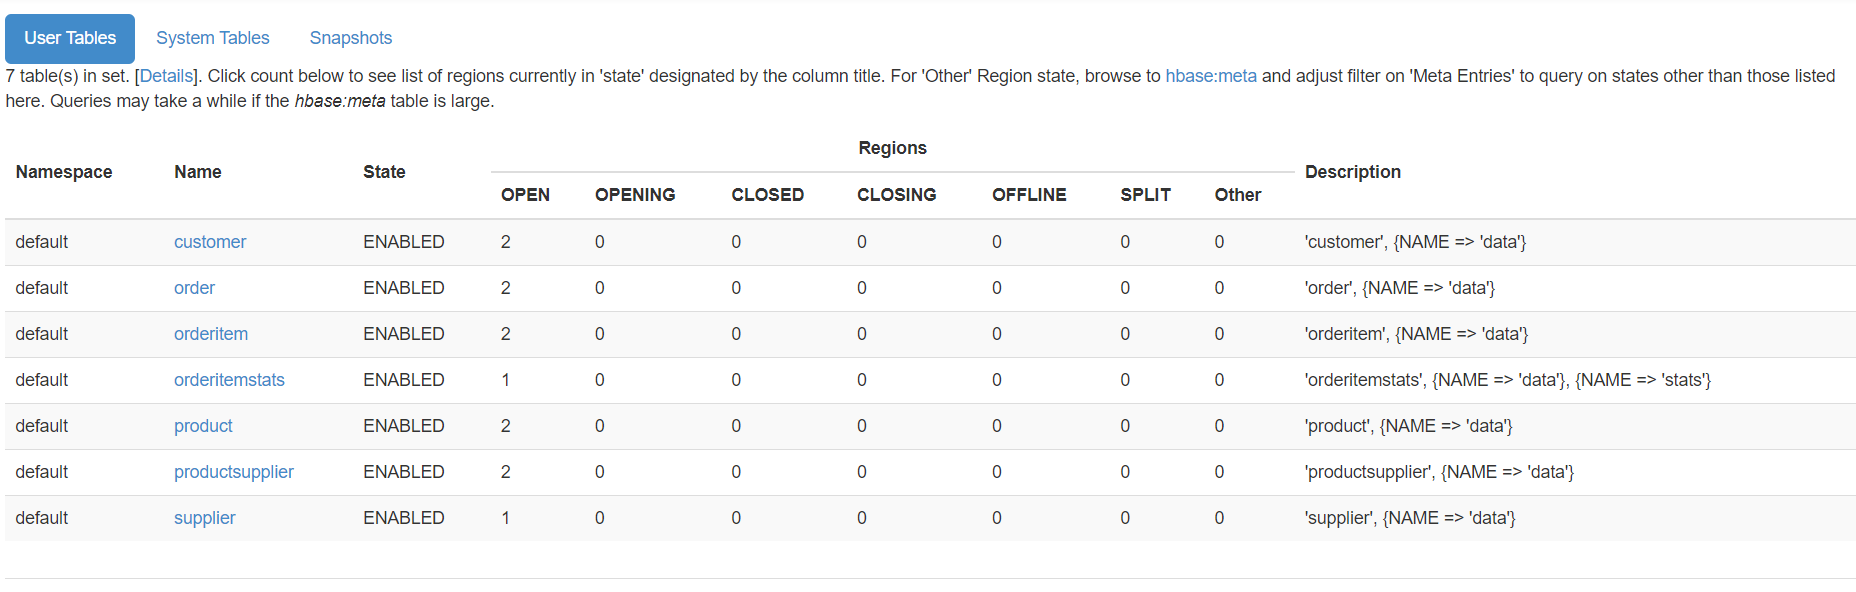 User Tables System Tables Snapshots
7 table(s) in set. [Details]. Click count below to see list of regions currently in 'state' designated by the column title. For 'Other' Region state, browse to hbase:meta and adjust filter on 'Meta Entries' to query on states other than those listed
here. Queries may take a while if the hbase:meta table is large.
Regions
Namespace Name State Description
OPEN OPENING CLOSED CLOSING OFFLINE SPLIT Other
default customer ENABLED 2 0 0 0 0 0 0 'customer', {NAME => 'data'}
default order ENABLED 2 0 0 0 0 0 0 'order', {NAME => 'data'}
default orderitem ENABLED 2 0 0 0 0 0 0 'orderitem', {NAME => 'data'}
default orderitemstats ENABLED 1 0 0 0 0 0 0 'orderitemstats', {NAME => 'data'}, {NAME => 'stats'}
default product ENABLED 2 0 0 0 0 0 0 'product', {NAME => 'data'}
default productsupplier ENABLED 2 0 0 0 0 0 0 'productsupplier', {NAME => 'data'}
default supplier ENABLED 1 0 0 0 0 0 0 'supplier', {NAME => 'data'}